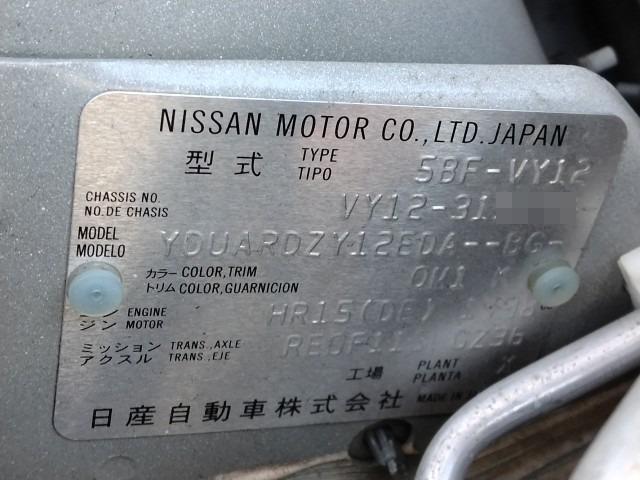 NISSAN MOTOR CO.,LTD.JAPAN
型式 TYPE TIPO 5BF-VY12
CHASSIS NO. NO.DE CHASIS VY12-31
MODEL MODELO YDUARDZY12EDA--BG-
カラー COLOR,TRIM
トリム COLOR,GUARNICION
ENGINE
ジン MOTOR HR15(DE)
ミッション TRANS.,AXLE
アクスル TRANS.,EJE RE0F11 GZ36
工場 PLANT PLANTA
日産自動車株式会社 MADE IN